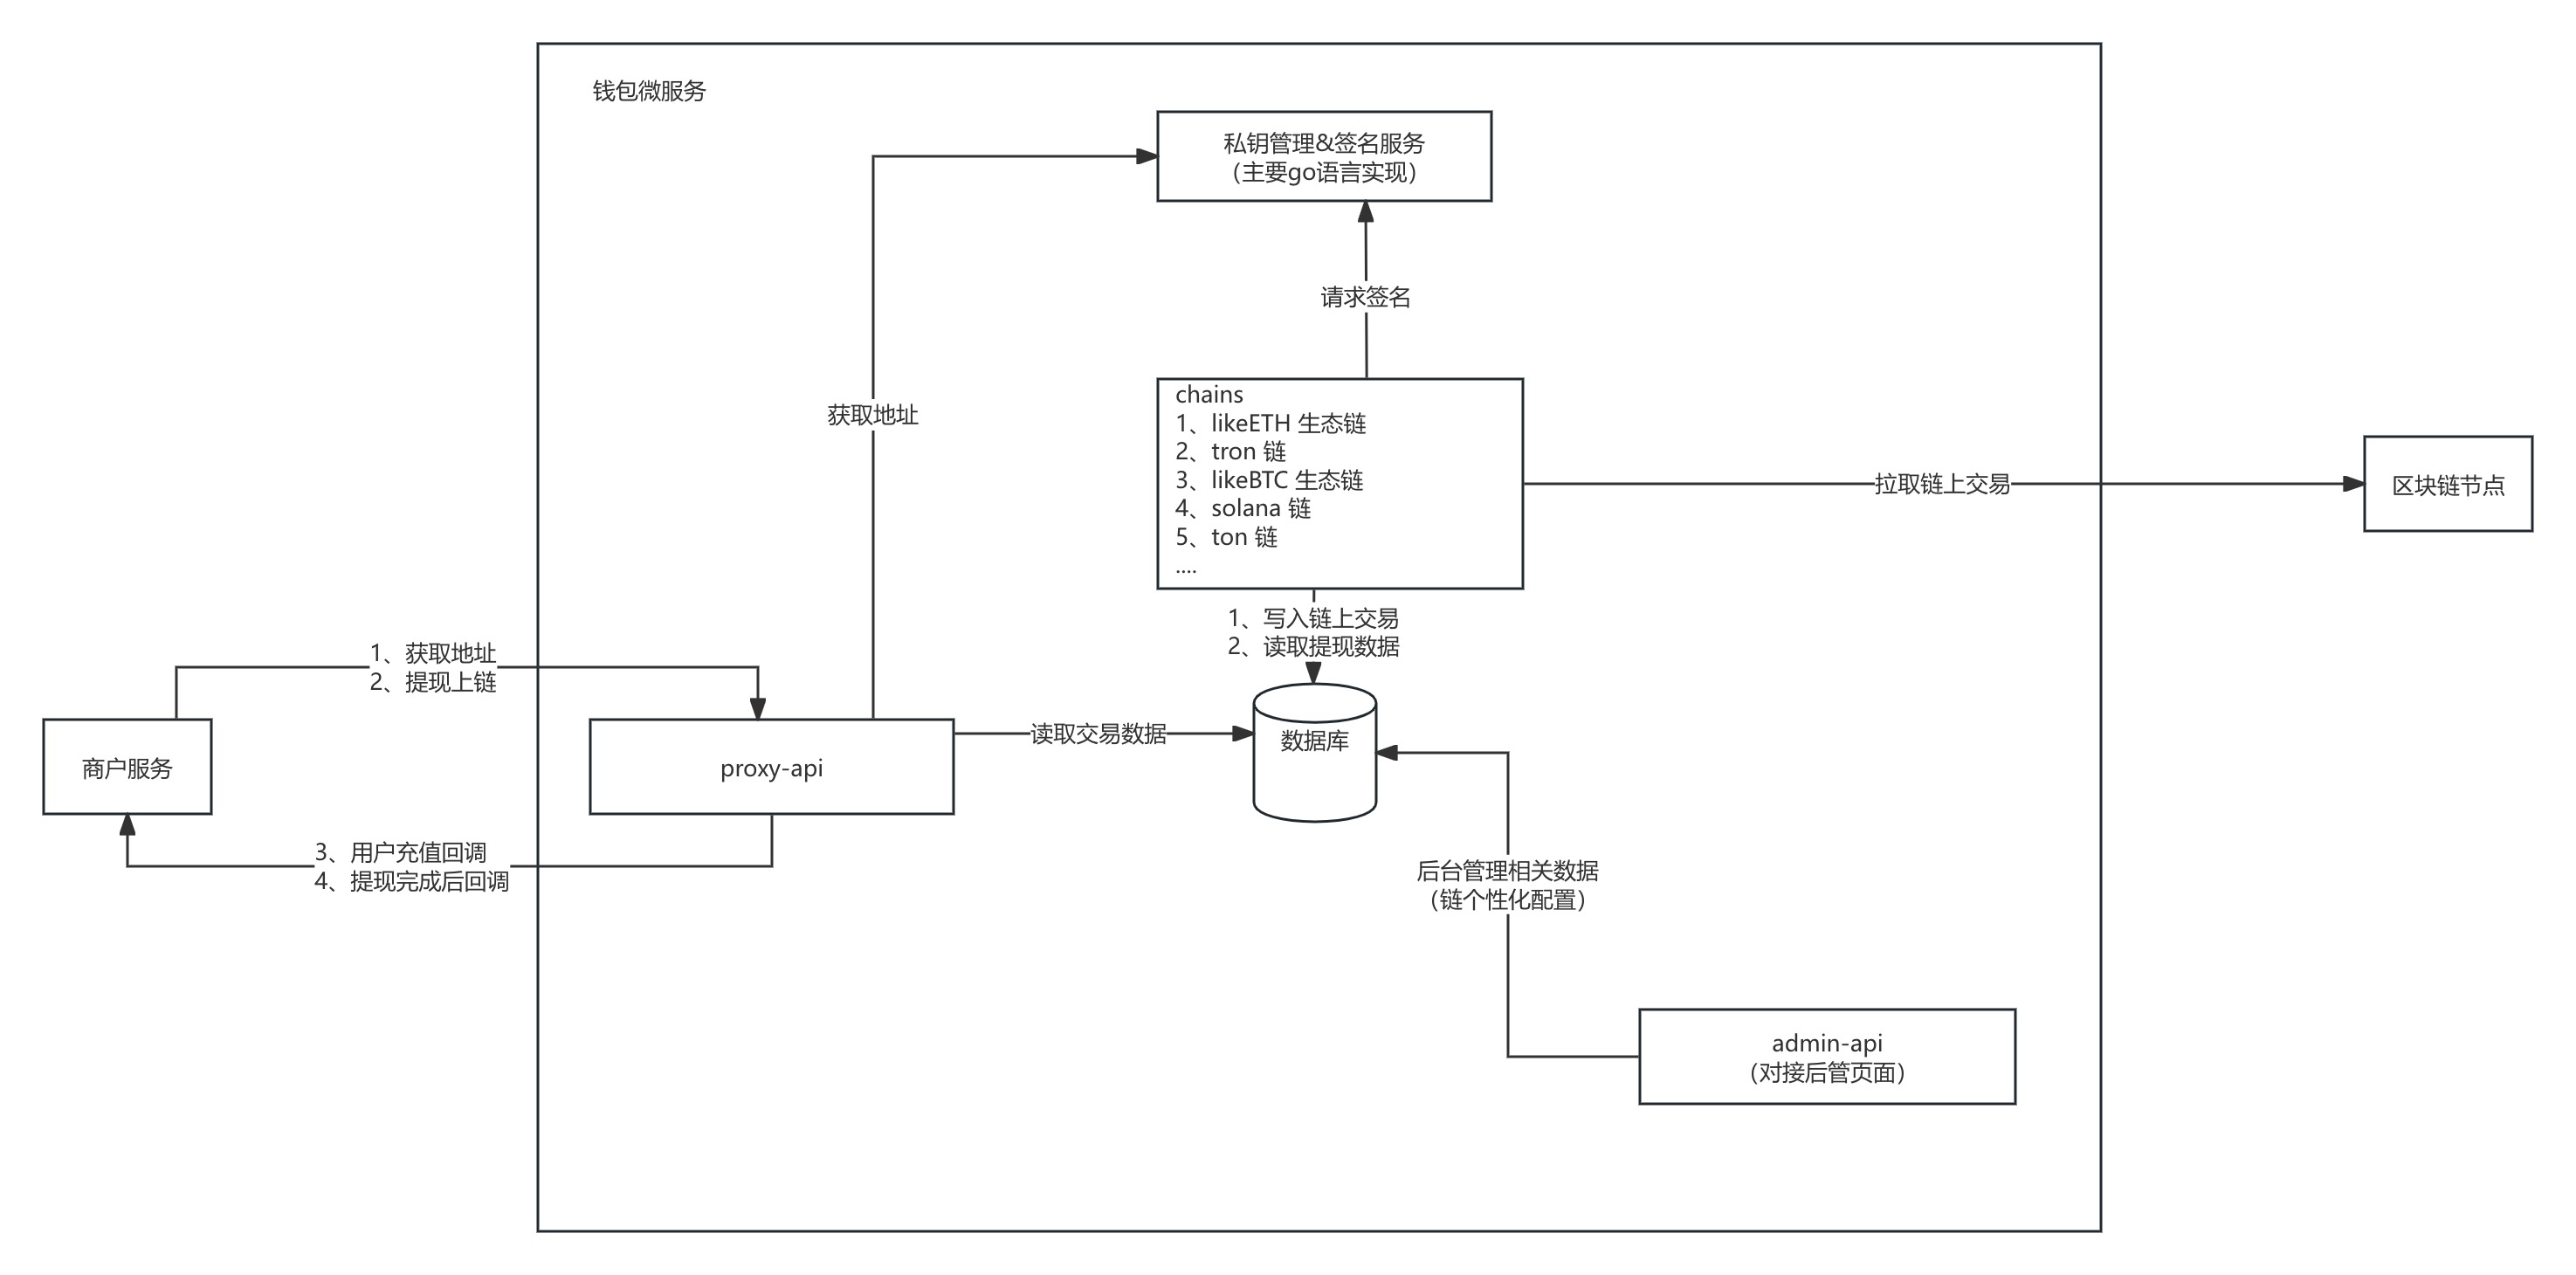 钱包微服务
私钥管理&签名服务
（主要go语言实现）
请求签名
获取地址
chains
1、likeETH 生态链
2、tron 链
3、likeBTC 生态链
4、solana 链
5、ton 链
....
拉取链上交易
区块链节点
1、写入链上交易
2、读取提现数据
1、获取地址
2、提现上链
商户服务
proxy-api
读取交易数据
数据库
3、用户充值回调
4、提现完成后回调
后台管理相关数据
（链个性化配置）
admin-api
（对接后管页面）